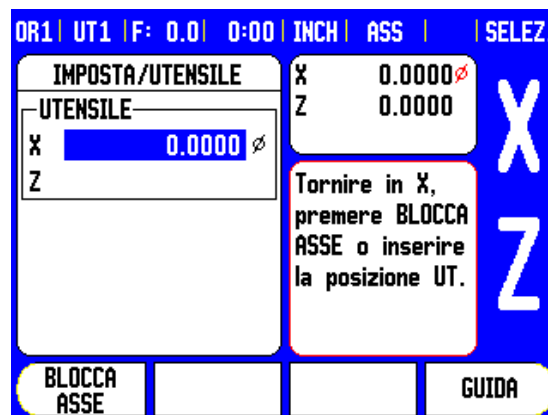 OR1| UT1 |F: 0.0| 0:00| INCH| ASS | |SELEZ
IMPOSTA/UTENSILE
UTENSILE
X 0.0000 Ø
Z
X 0.0000Ø
Z 0.0000
Tornire in X,
premere BLOCCA
ASSE o inserire
la posizione UT.
X
Z
BLOCCA
ASSE
GUIDA